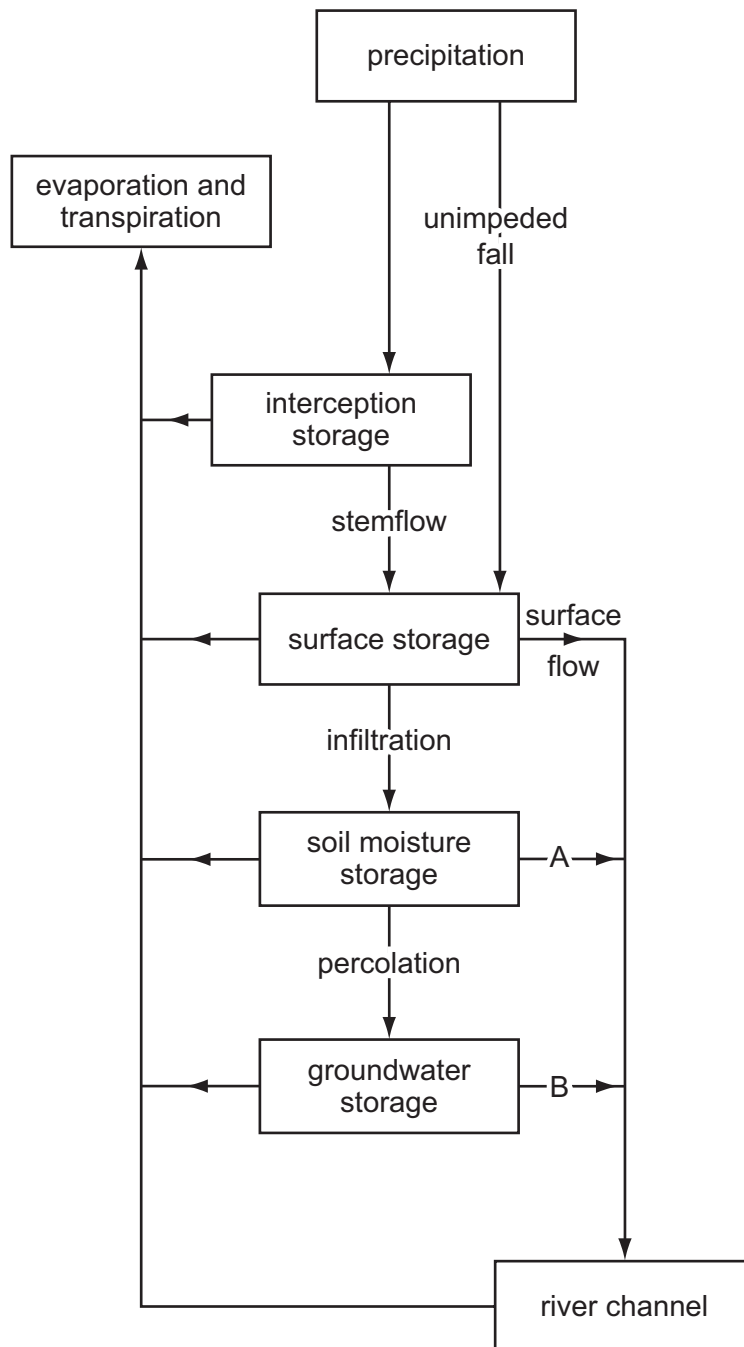 precipitation
evaporation and
transpiration
unimpeded
fall
interception
storage
stemflow
surface storage
surface
flow
infiltration
soil moisture
storage
A
percolation
groundwater
storage
B
river channel